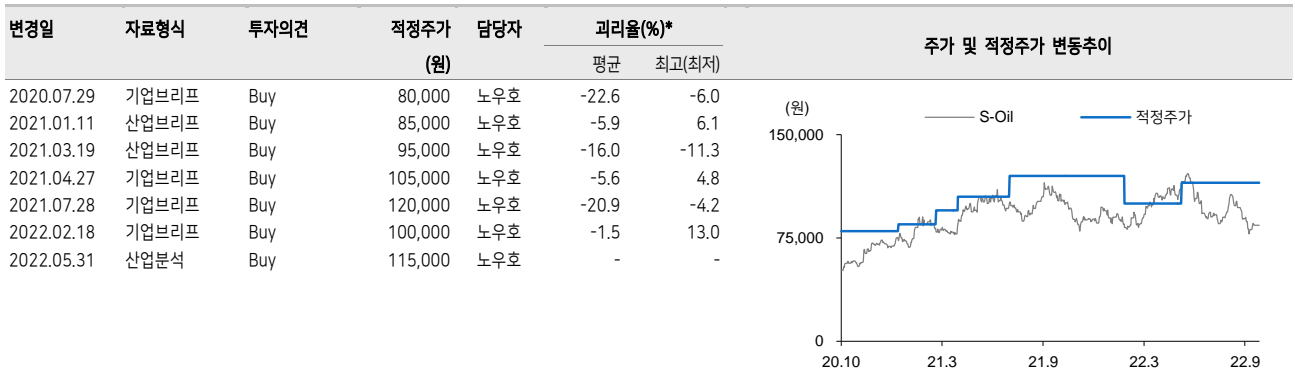 변경일 자료형식 투자의견 적정주가 담당자 괴리율(%)* 주가 및 적정주가 변동추이
(원) 평균 최고(최저)
2020.07.29 기업브리프 Buy 80,000 노우호 -22.6 -6.0
2021.01.11 산업브리프 Buy 85,000 노우호 -5.9 6.1
2021.03.19 산업브리프 Buy 95,000 노우호 -16.0 -11.3
2021.04.27 기업브리프 Buy 105,000 노우호 -5.6 4.8
2021.07.28 기업브리프 Buy 120,000 노우호 -20.9 -4.2
2022.02.18 기업브리프 Buy 100,000 노우호 -1.5 13.0
2022.05.31 산업분석 Buy 115,000 노우호 - -
(원) S-Oil 적정주가
150,000
75,000
0
20.10 21.3 21.9 22.3 22.9